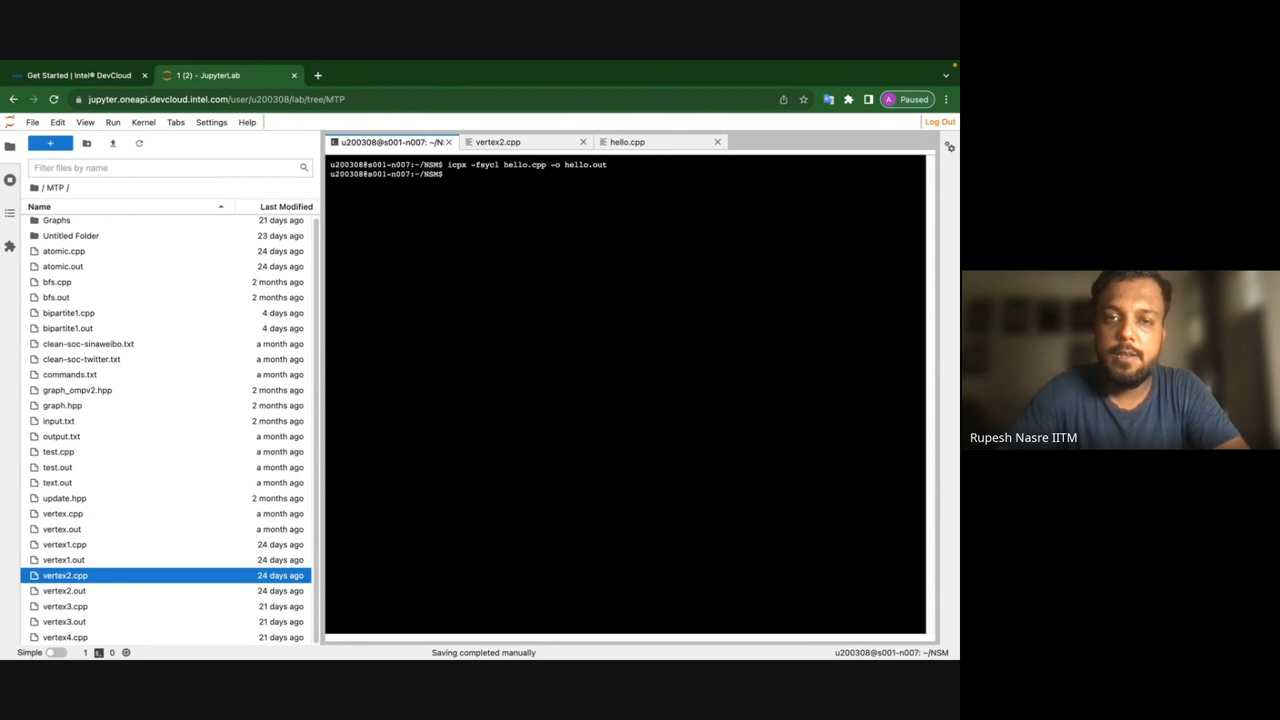 Get Started | Intel® DevCloud
1 (2) - JupyterLab
jupyter.oneapi.devcloud.intel.com/user/u200308/lab/tree/MTP
A Paused
File Edit View Run Kernel Tabs Settings Help
Log Out
u200308@s001-n007: ~/N:
vertex2.cpp
hello.cpp
Filter files by name
/ MTP /
Name Last Modified
Graphs 21 days ago
Untitled Folder 23 days ago
atomic.cpp 24 days ago
atomic.out 24 days ago
bfs.cpp 2 months ago
bfs.out 2 months ago
bipartite1.cpp 4 days ago
bipartite1.out 4 days ago
clean-soc-sinaweibo.txt a month ago
clean-soc-twitter.txt a month ago
commands.txt a month ago
graph_ompv2.hpp 2 months ago
graph.hpp 2 months ago
input.txt 2 months ago
output.txt a month ago
test.cpp a month ago
test.out a month ago
text.out a month ago
update.hpp 2 months ago
vertex.cpp a month ago
vertex.out a month ago
vertex1.cpp 24 days ago
vertex1.out 24 days ago
vertex2.cpp 24 days ago
vertex2.out 24 days ago
vertex3.cpp 21 days ago
vertex3.out 21 days ago
vertex4.cpp 21 days ago
u200308@s001-n007:~/NSM$ icpx -fsycl hello.cpp -o hello.out
u200308@s001-n007:~/NSM$
Rupesh Nasre IITM
Simple 1 0 Saving completed manually u200308@s001-n007: ~/NSM